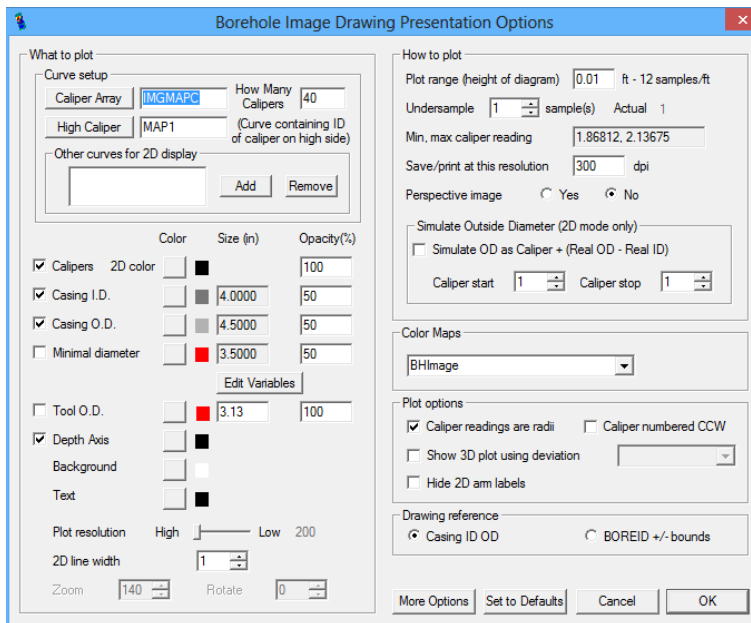 Borehole Image Drawing Presentation Options
What to plot
Curve setup
Caliper Array IMGMAPC How Many Calipers 40
High Caliper MAP1 (Curve containing ID of caliper on high side)
Other curves for 2D display
Add Remove
Color Size (in) Opacity(%)
Calipers 2D color 100
Casing I.D. 4.0000 50
Casing O.D. 4.5000 50
Minimal diameter 3.5000 50
Edit Variables
Tool O.D. 3.13 100
Depth Axis
Background
Text
Plot resolution High Low 200
2D line width 1
Zoom 140 Rotate 0
How to plot
Plot range (height of diagram) 0.01 ft - 12 samples/ft
Undersample 1 sample(s) Actual 1
Min, max caliper reading 1.86812, 2.13675
Save/print at this resolution 300 dpi
Perspective image Yes No
Simulate Outside Diameter (2D mode only)
Simulate OD as Caliper + (Real OD - Real ID)
Caliper start 1 Caliper stop 1
Color Maps
BHImage
Plot options
Caliper readings are radii Caliper numbered CCW
Show 3D plot using deviation
Hide 2D arm labels
Drawing reference
Casing ID OD BOREID +/- bounds
More Options Set to Defaults Cancel OK